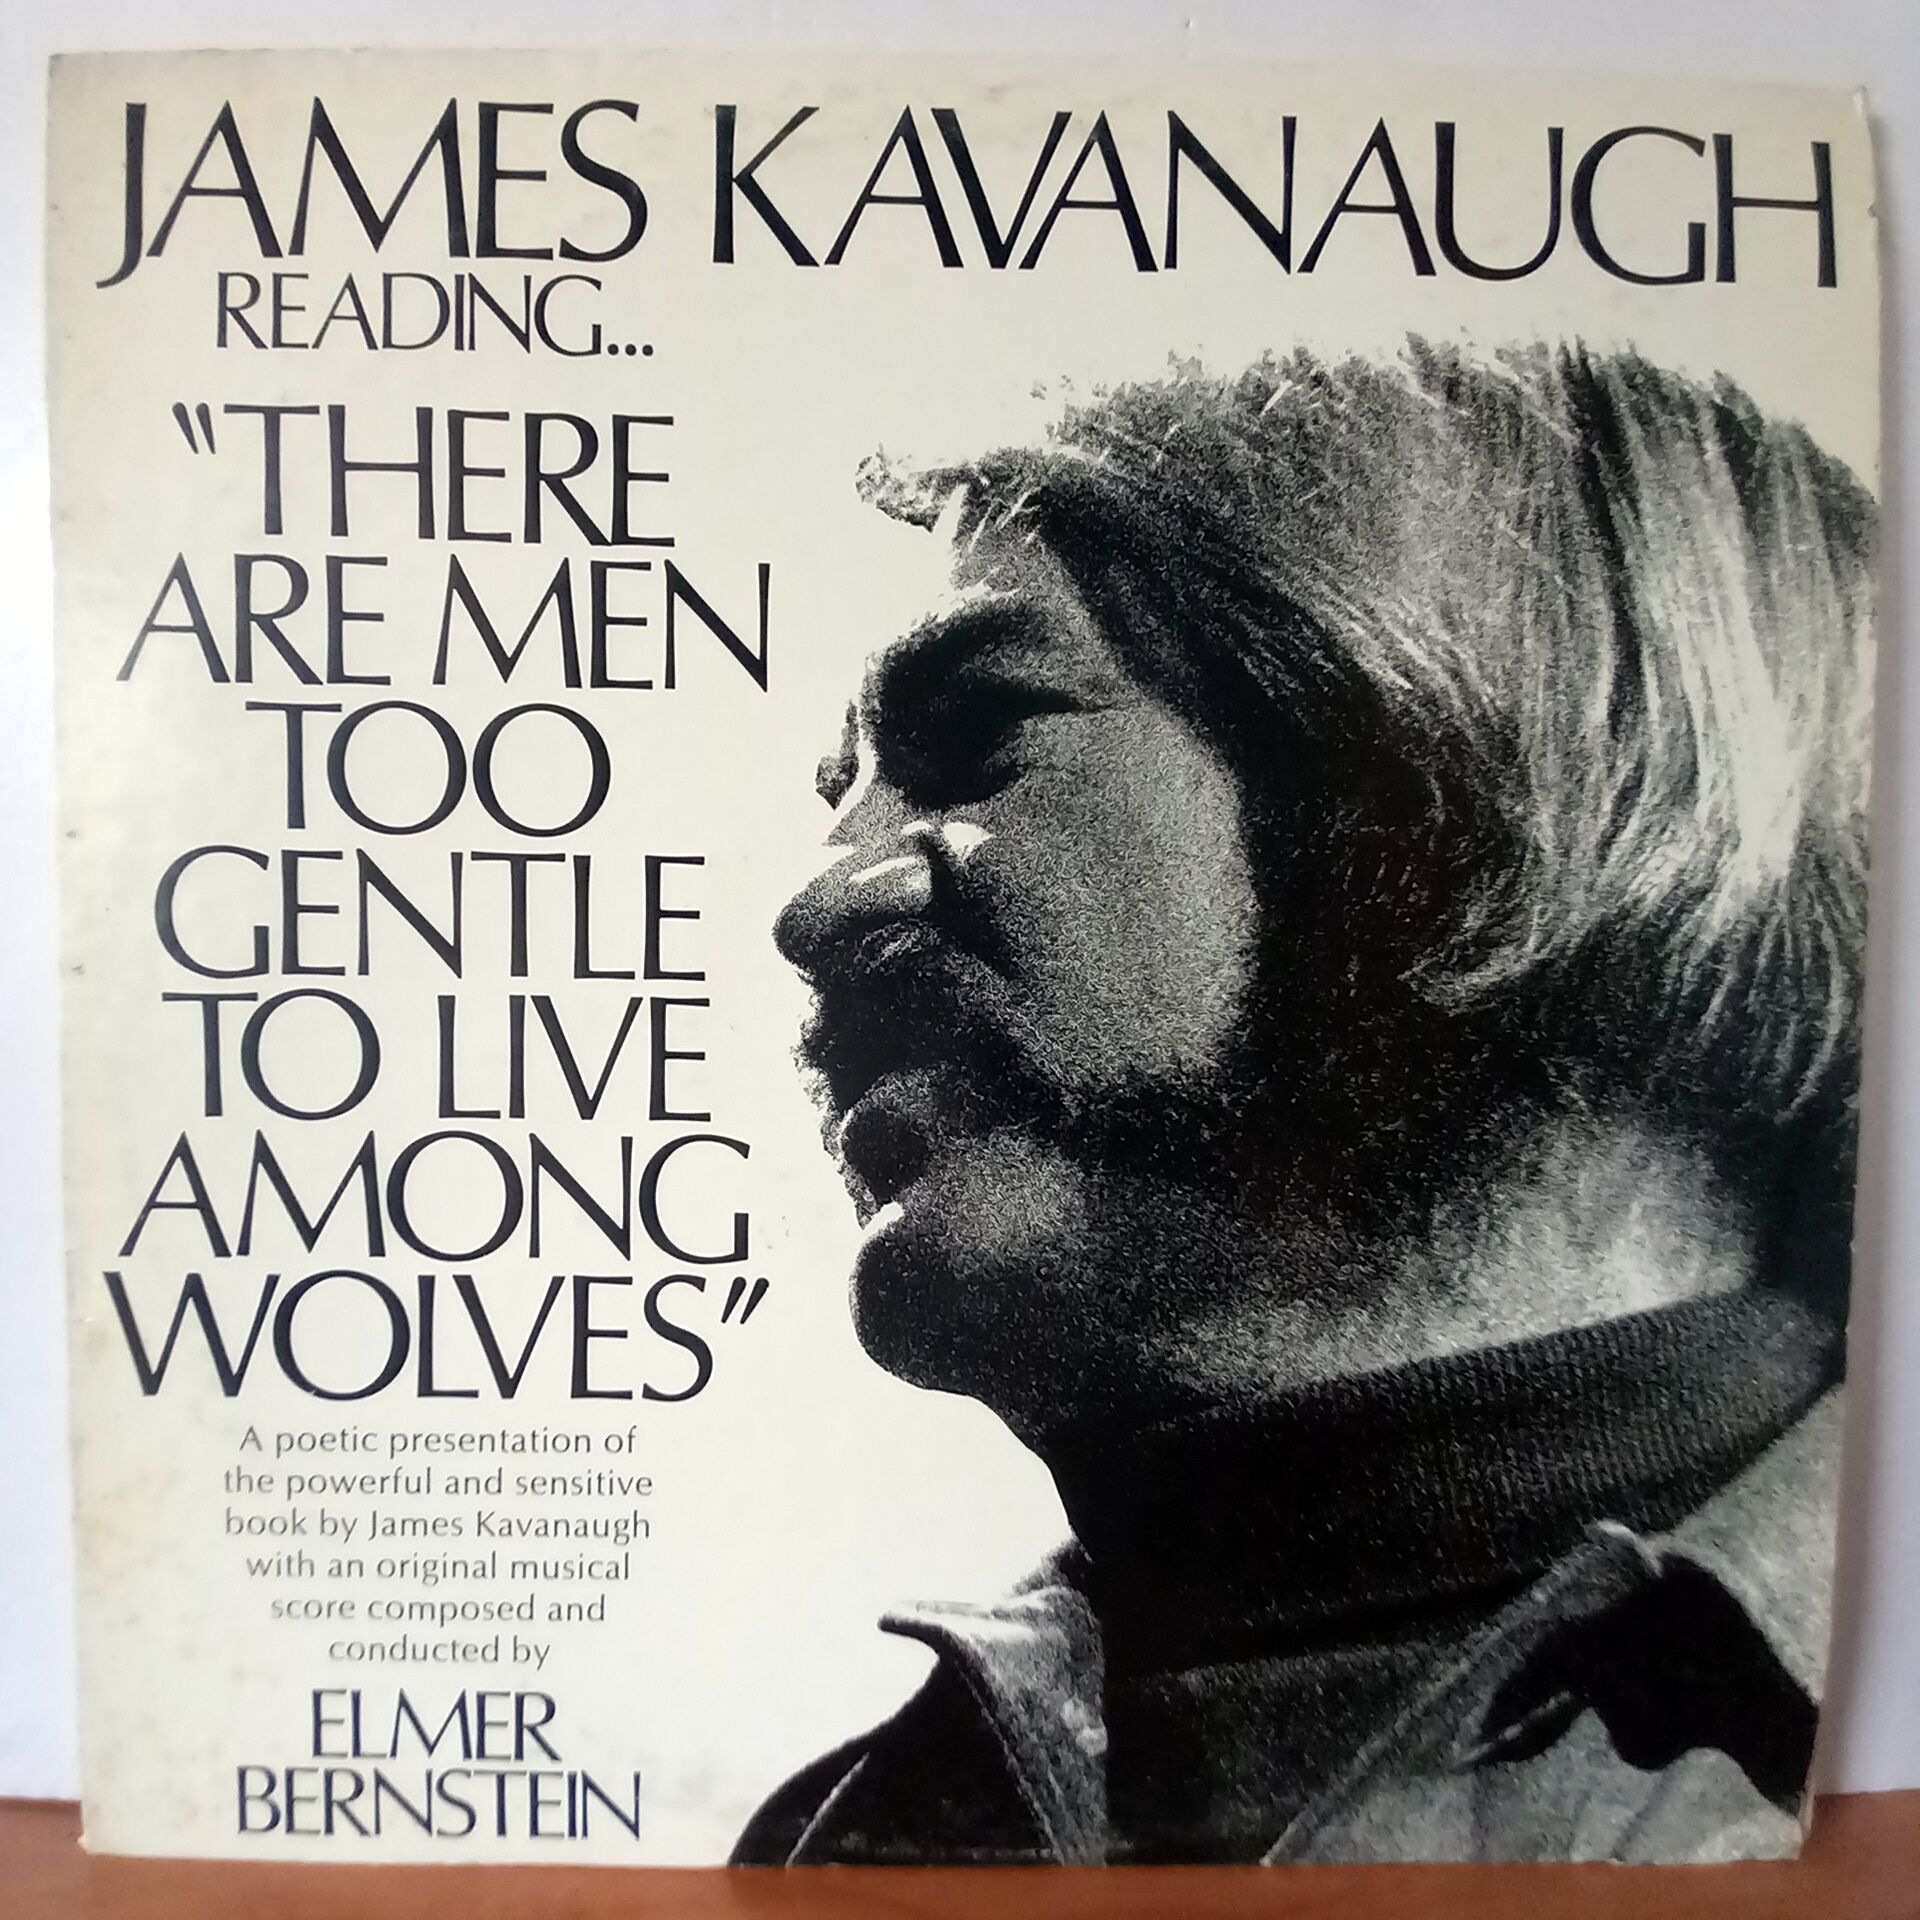 JAMES KAVANAUGH
READING...
"THERE
ARE MEN
TOO
GENTLE
TO LIVE
AMONG
WOLVES"
A poetic presentation of
the powerful and sensitive
book by James Kavanaugh
with an original musical
score composed and
conducted by
ELMER
BERNSTEIN